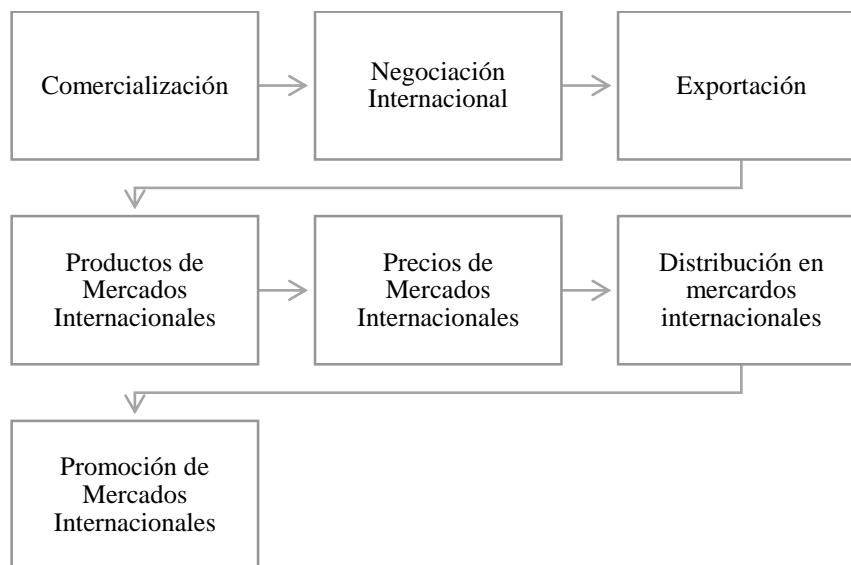 Comercialización
Negociación
Internacional
Exportación
Productos de
Mercados
Internacionales
Precios de
Mercados
Internacionales
Distribución en
mercardos
internacionales
Promoción de
Mercados
Internacionales